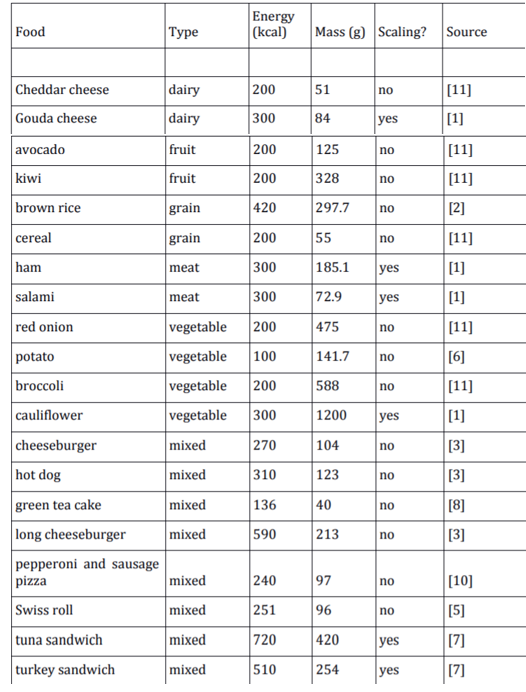 Food Type Energy (kcal) Mass (g) Scaling? Source
Cheddar cheese dairy 200 51 no [11]
Gouda cheese dairy 300 84 yes [1]
avocado fruit 200 125 no [11]
kiwi fruit 200 328 no [11]
brown rice grain 420 297.7 no [2]
cereal grain 200 55 no [11]
ham meat 300 185.1 yes [1]
salami meat 300 72.9 yes [1]
red onion vegetable 200 475 no [11]
potato vegetable 100 141.7 no [6]
broccoli vegetable 200 588 no [11]
cauliflower vegetable 300 1200 yes [1]
cheeseburger mixed 270 104 no [3]
hot dog mixed 310 123 no [3]
green tea cake mixed 136 40 no [8]
long cheeseburger mixed 590 213 no [3]
pepperoni and sausage
pizza mixed 240 97 no [10]
Swiss roll mixed 251 96 no [5]
tuna sandwich mixed 720 420 yes [7]
turkey sandwich mixed 510 254 yes [7]